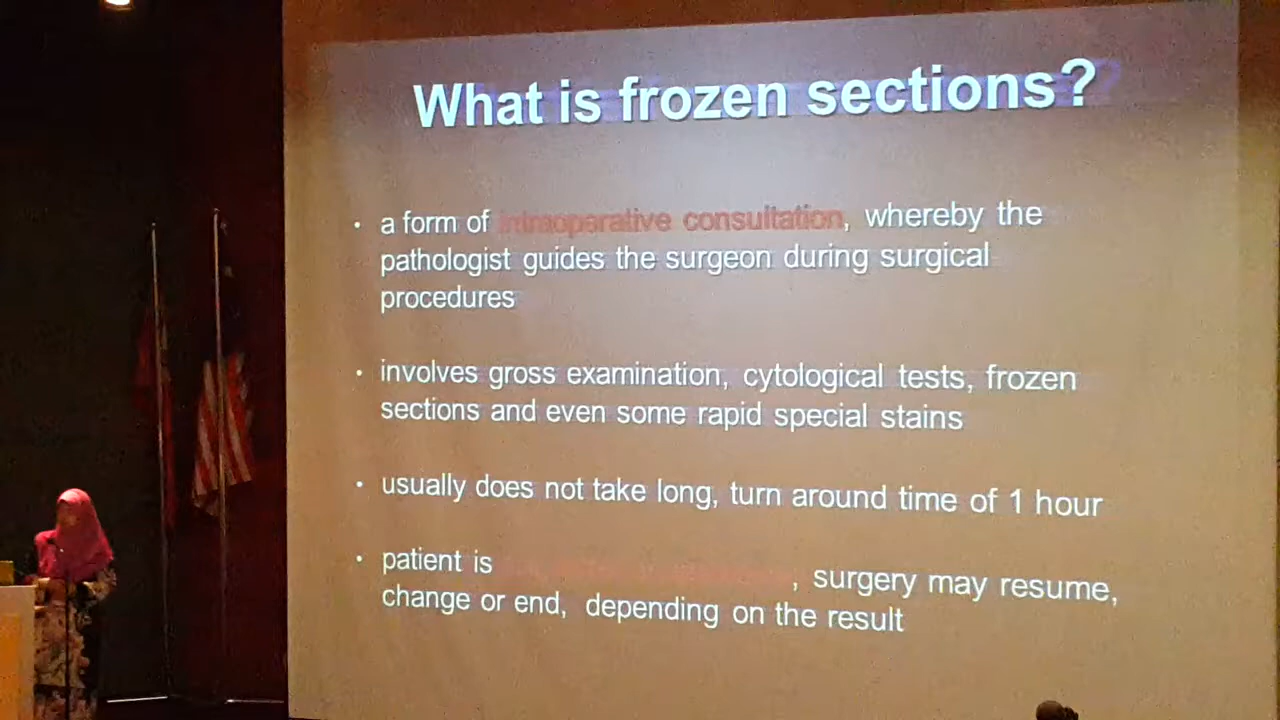 What is frozen sections?
• a form of intraoperative consultation, whereby the
pathologist guides the surgeon during surgical
procedures
• involves gross examination, cytological tests, frozen
sections and even some rapid special stains
• usually does not take long, turn around time of 1 hour
• patient is , surgery may resume,
change or end, depending on the result